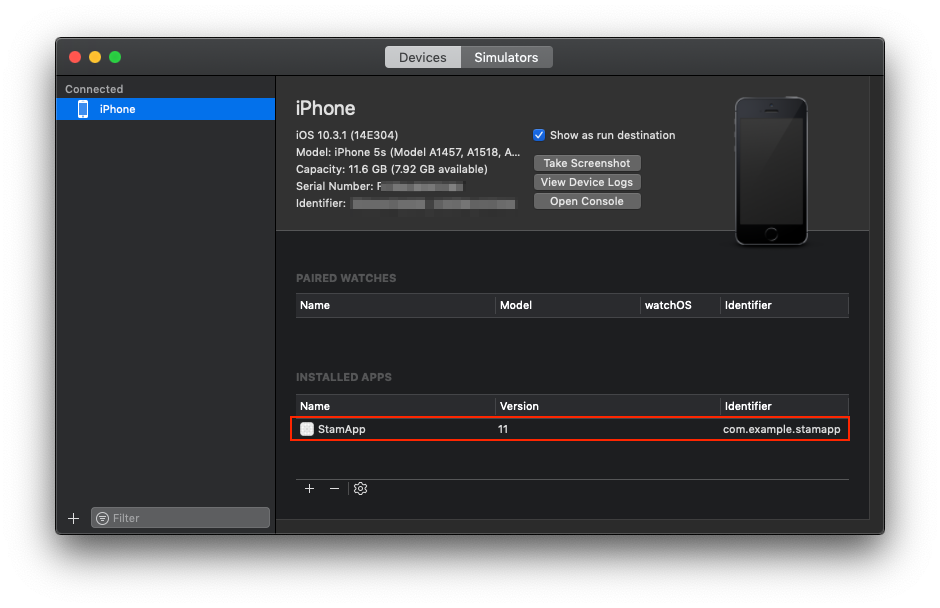 Devices Simulators
Connected
iPhone
iPhone
iOS 10.3.1 (14E304)
Model: iPhone 5s (Model A1457, A1518, A...
Capacity: 11.6 GB (7.92 GB available)
Serial Number: F
Identifier:
Show as run destination
Take Screenshot
View Device Logs
Open Console
PAIRED WATCHES
Name Model watchOS Identifier
INSTALLED APPS
Name Version Identifier
StamApp 11 com.example.stamapp
Filter